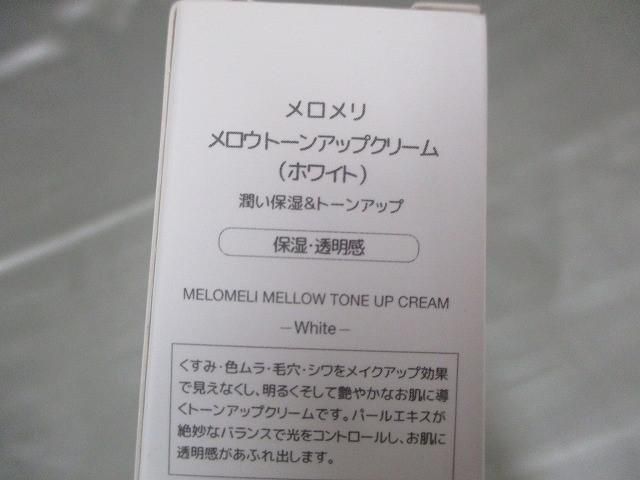 メロメリ
メロウトーンアップクリーム
(ホワイト)
潤い保湿&トーンアップ
保湿・透明感
MELOMELI MELLOW TONE UP CREAM
－White－
くすみ・色ムラ・毛穴・シワをメイクアップ効果
で見えなくし、明るくそして艶やかなお肌に導
くトーンアップクリームです。パールエキスが
絶妙なバランスで光をコントロールし、お肌に
透明感があふれ出します。